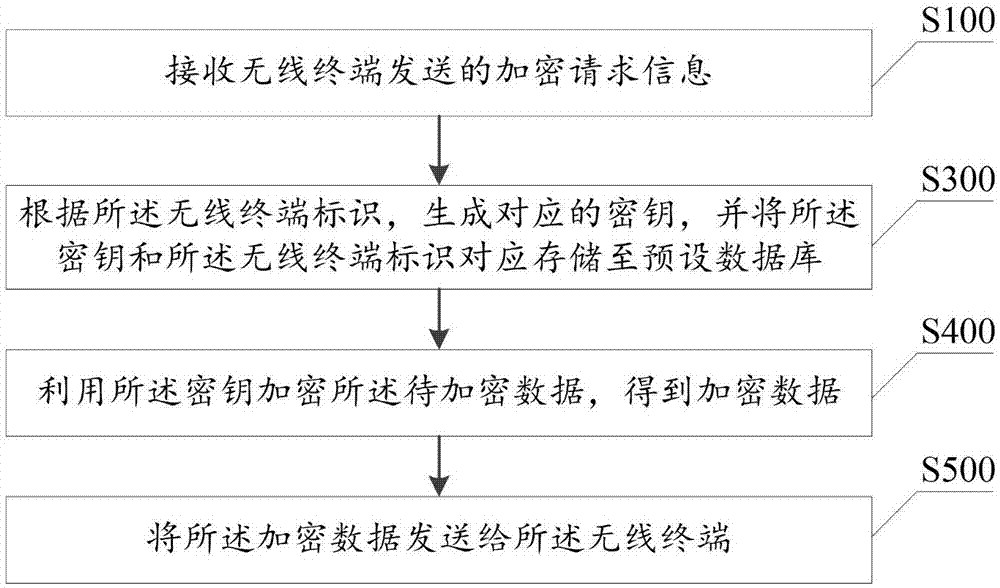 S100
接收无线终端发送的加密请求信息
S300
根据所述无线终端标识，生成对应的密钥，并将所述
密钥和所述无线终端标识对应存储至预设数据库
S400
利用所述密钥加密所述待加密数据，得到加密数据
S500
将所述加密数据发送给所述无线终端